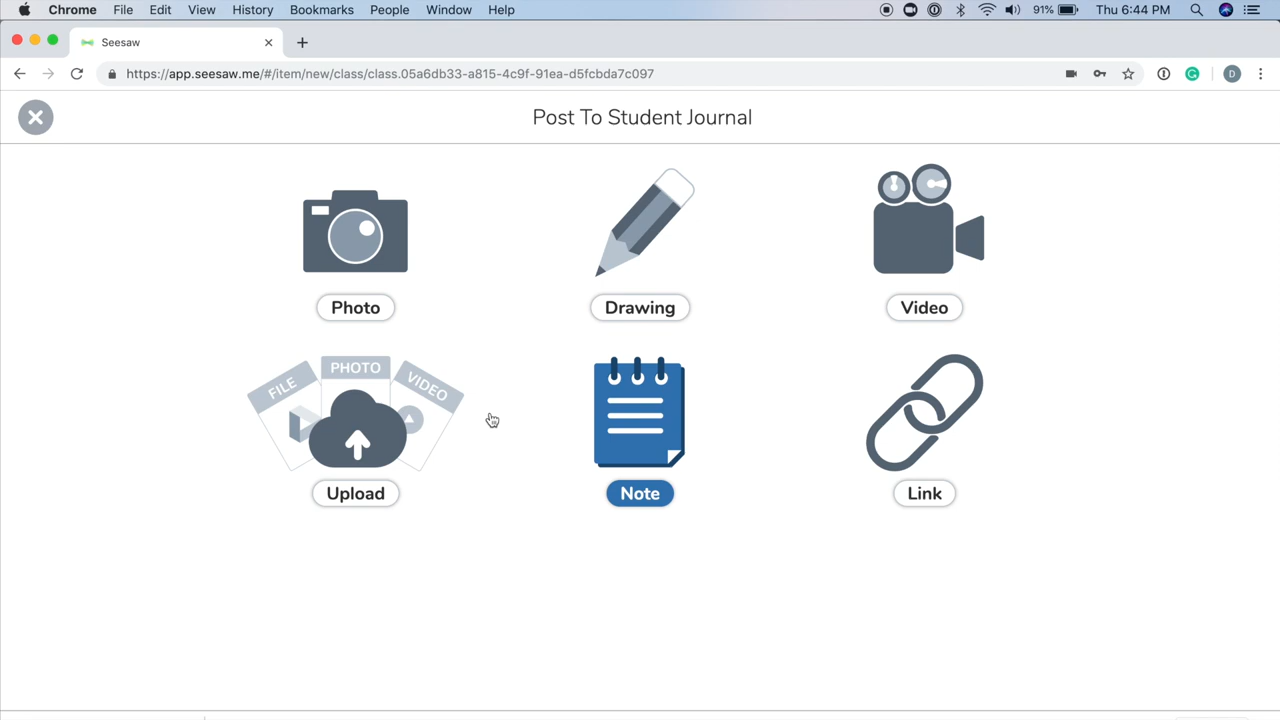 Chrome File Edit View History Bookmarks People Window Help 91% Thu 6:44 PM
Seesaw
https://app.seesaw.me/#/item/new/class/class.05a6db33-a815-4c9f-91ea-d5fcbda7c097 D
Post To Student Journal
Photo Drawing Video
FILE PHOTO VIDEO
Upload Note Link